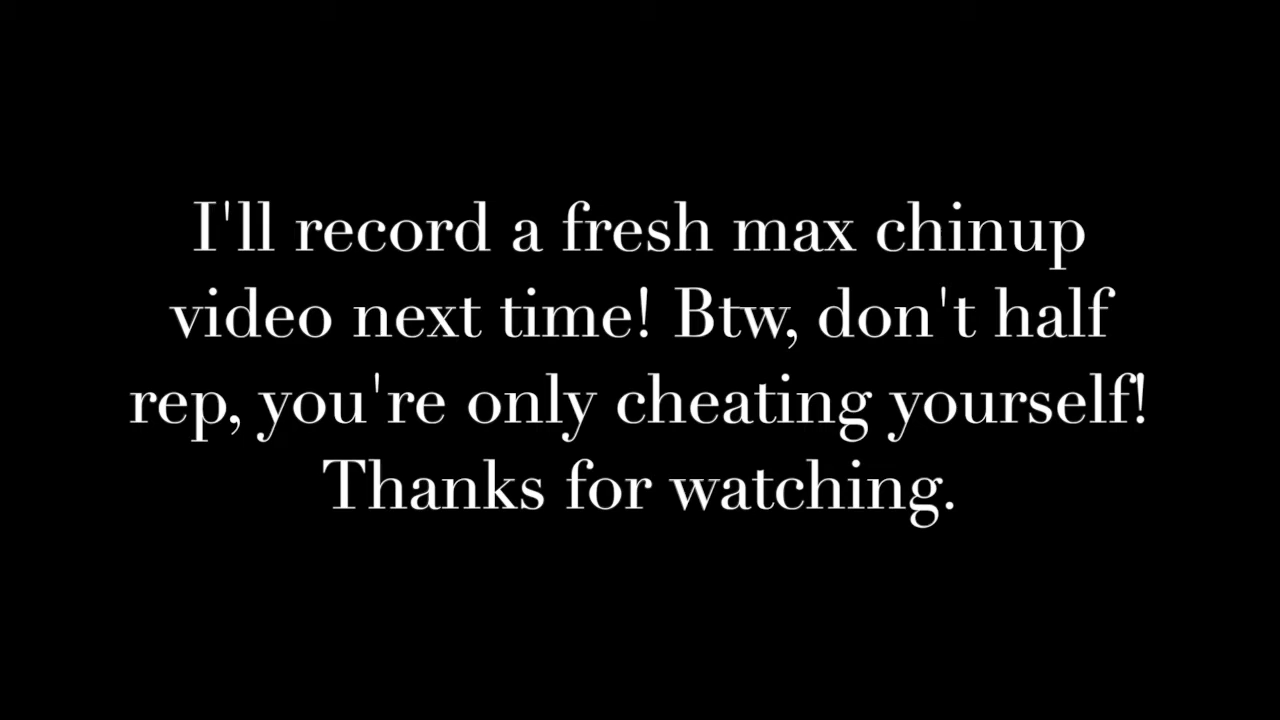 I'll record a fresh max chinup
video next time! Btw, don't half
rep, you're only cheating yourself!
Thanks for watching.